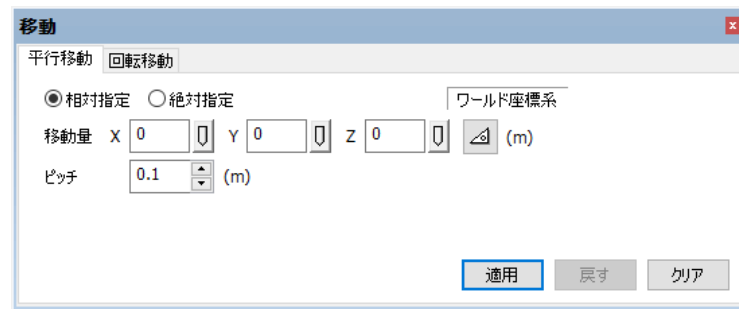 移動
平行移動 回転移動
相対指定 絶対指定 ワールド座標系
移動量 X 0 Y 0 Z 0 (m)
ピッチ 0.1 (m)
適用 戻す クリア